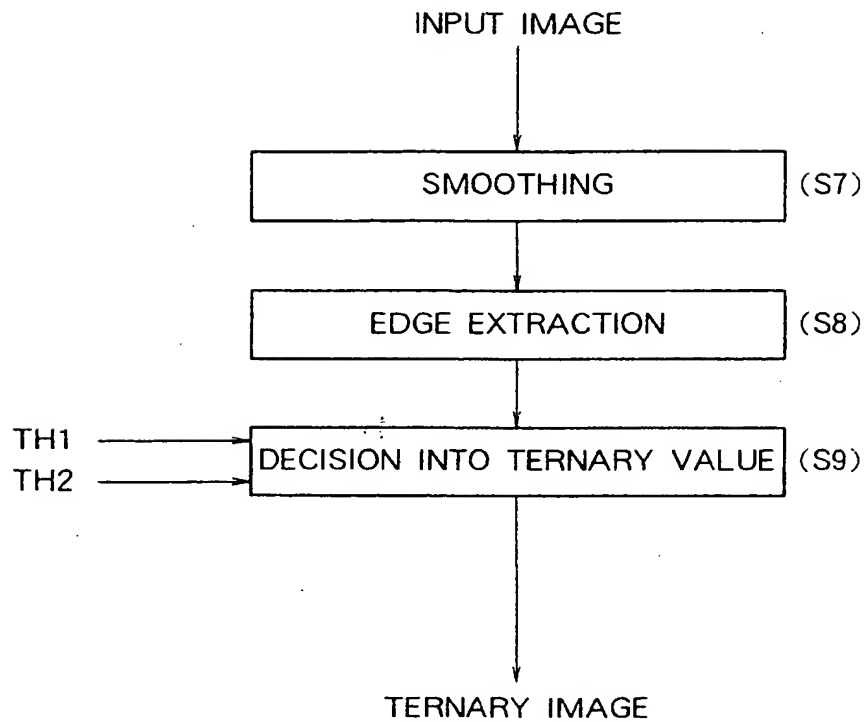 INPUT IMAGE
SMOOTHING (S7)
EDGE EXTRACTION (S8)
TH1
TH2
DECISION INTO TERNARY VALUE (S9)
TERNARY IMAGE